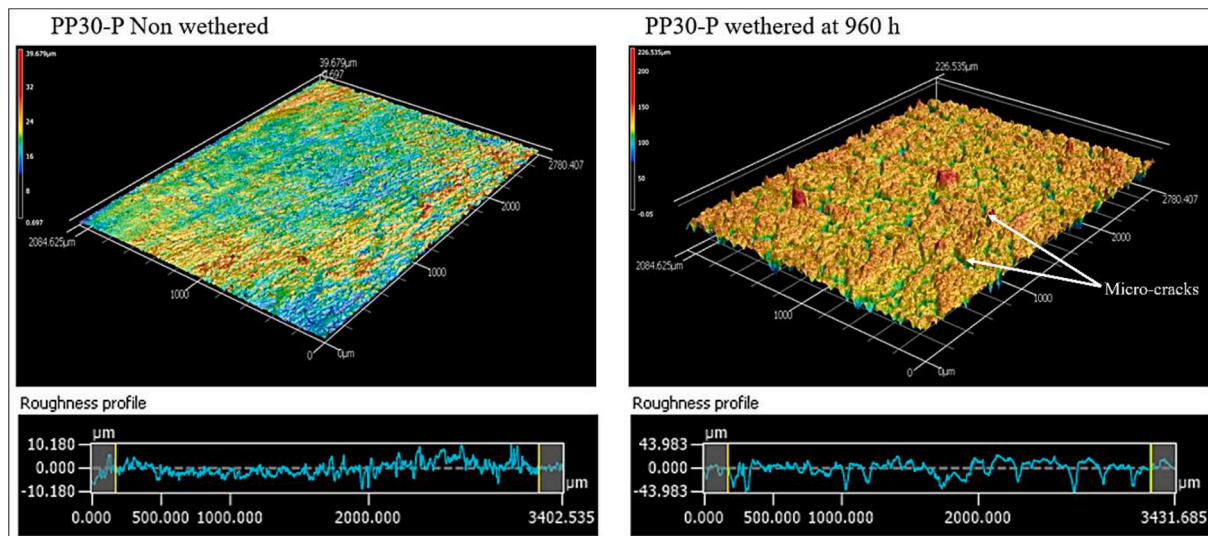 PP30-P Non wethered
39.679µm
32
24
16
8
0.697
39.679µm
0.697
2780.407
2000
1000
0µm
0
1000
2084.625µm
Roughness profile
µm
10.180
0.000
-10.180
µm
0.000
500.000
1000.000
2000.000
3402.535
PP30-P wethered at 960 h
226.535µm
200
150
100
50
-0.05
226.535µm
2780.407
2000
1000
0µm
0
1000
2084.625µm
Micro-cracks
Roughness profile
µm
43.983
0.000
-43.983
µm
0.000
500.000
1000.000
2000.000
3431.685